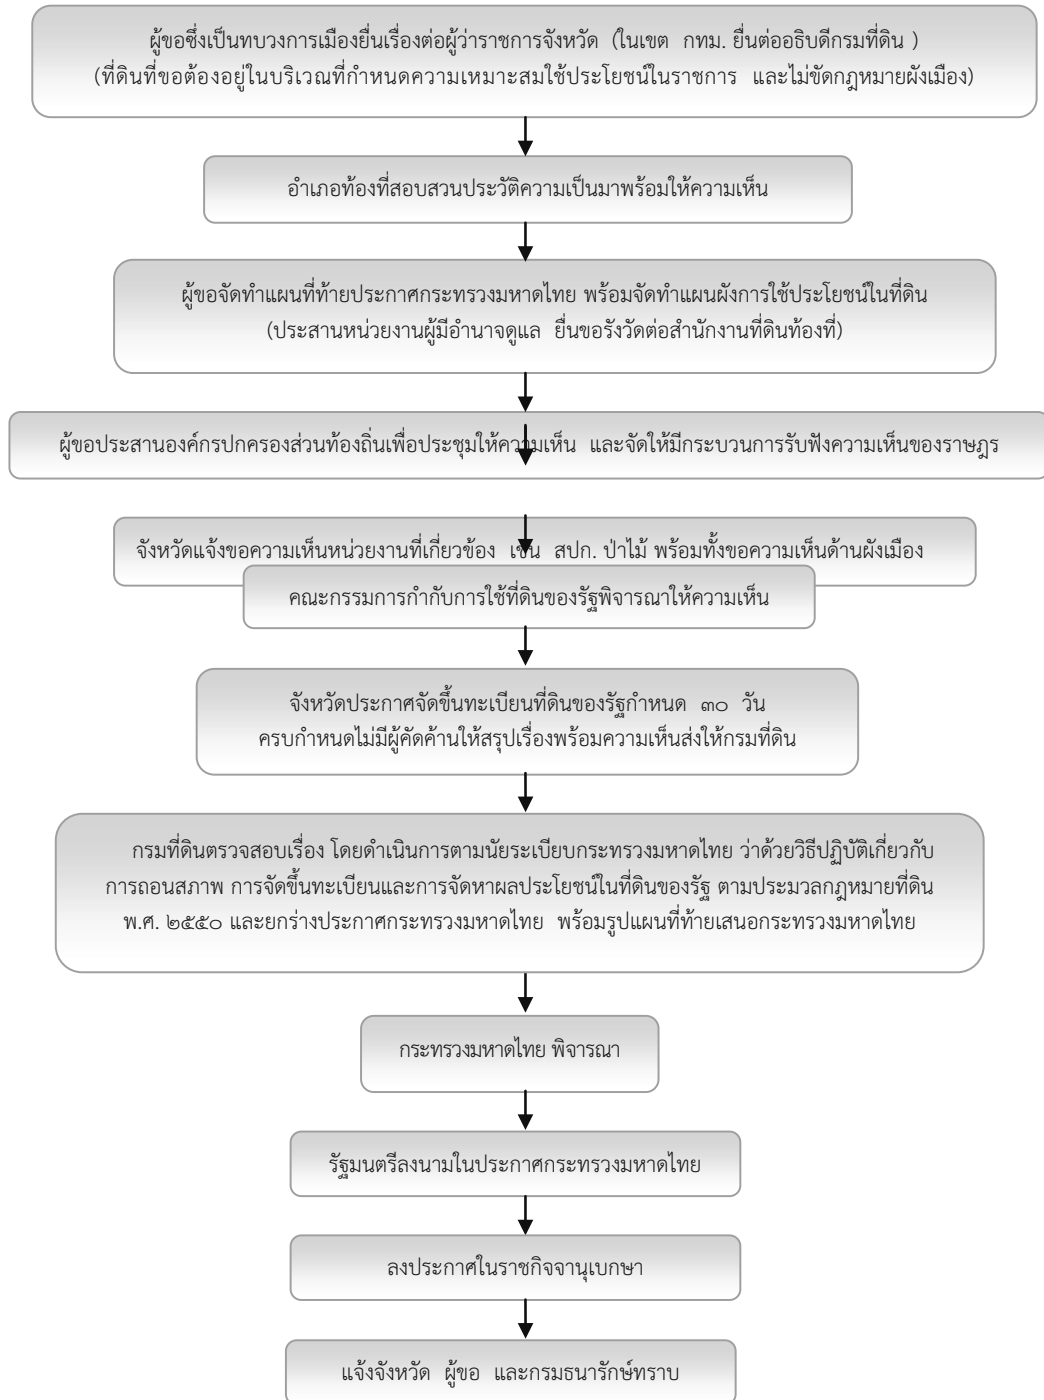 ผู้ขอซึ่งเป็นทบวงการเมืองยื่นเรื่องต่อผู้ว่าราชการจังหวัด (ในเขต กทม. ยื่นต่ออธิบดีกรมที่ดิน )
(ที่ดินที่ขอต้องอยู่ในบริเวณที่กำหนดความเหมาะสมใช้ประโยชน์ในราชการ และไม่ขัดกฎหมายผังเมือง)
อำเภอท้องที่สอบสวนประวัติความเป็นมาพร้อมให้ความเห็น
ผู้ขอจัดทำแผนที่ท้ายประกาศกระทรวงมหาดไทย พร้อมจัดทำแผนผังการใช้ประโยชน์ในที่ดิน
(ประสานหน่วยงานผู้มีอำนาจดูแล ยื่นขอรังวัดต่อสำนักงานที่ดินท้องที่)
ผู้ขอประสานองค์กรปกครองส่วนท้องถิ่นเพื่อประชุมให้ความเห็น และจัดให้มีกระบวนการรับฟังความเห็นของราษฎร
จังหวัดแจ้งขอความเห็นหน่วยงานที่เกี่ยวข้อง เช่น สปก. ป่าไม้ พร้อมทั้งขอความเห็นด้านผังเมือง
คณะกรรมการกำกับการใช้ที่ดินของรัฐพิจารณาให้ความเห็น
จังหวัดประกาศจัดขึ้นทะเบียนที่ดินของรัฐกำหนด ๓๐ วัน
ครบกำหนดไม่มีผู้คัดค้านให้สรุปเรื่องพร้อมความเห็นส่งให้กรมที่ดิน
กรมที่ดินตรวจสอบเรื่อง โดยดำเนินการตามนัยระเบียบกระทรวงมหาดไทย ว่าด้วยวิธีปฏิบัติเกี่ยวกับ
การถอนสภาพ การจัดขึ้นทะเบียนและการจัดหาผลประโยชน์ในที่ดินของรัฐ ตามประมวลกฎหมายที่ดิน
พ.ศ. ๒๕๕๐ และยกร่างประกาศกระทรวงมหาดไทย พร้อมรูปแผนที่ท้ายเสนอกระทรวงมหาดไทย
กระทรวงมหาดไทย พิจารณา
รัฐมนตรีลงนามในประกาศกระทรวงมหาดไทย
ลงประกาศในราชกิจจานุเบกษา
แจ้งจังหวัด ผู้ขอ และกรมธนารักษ์ทราบ